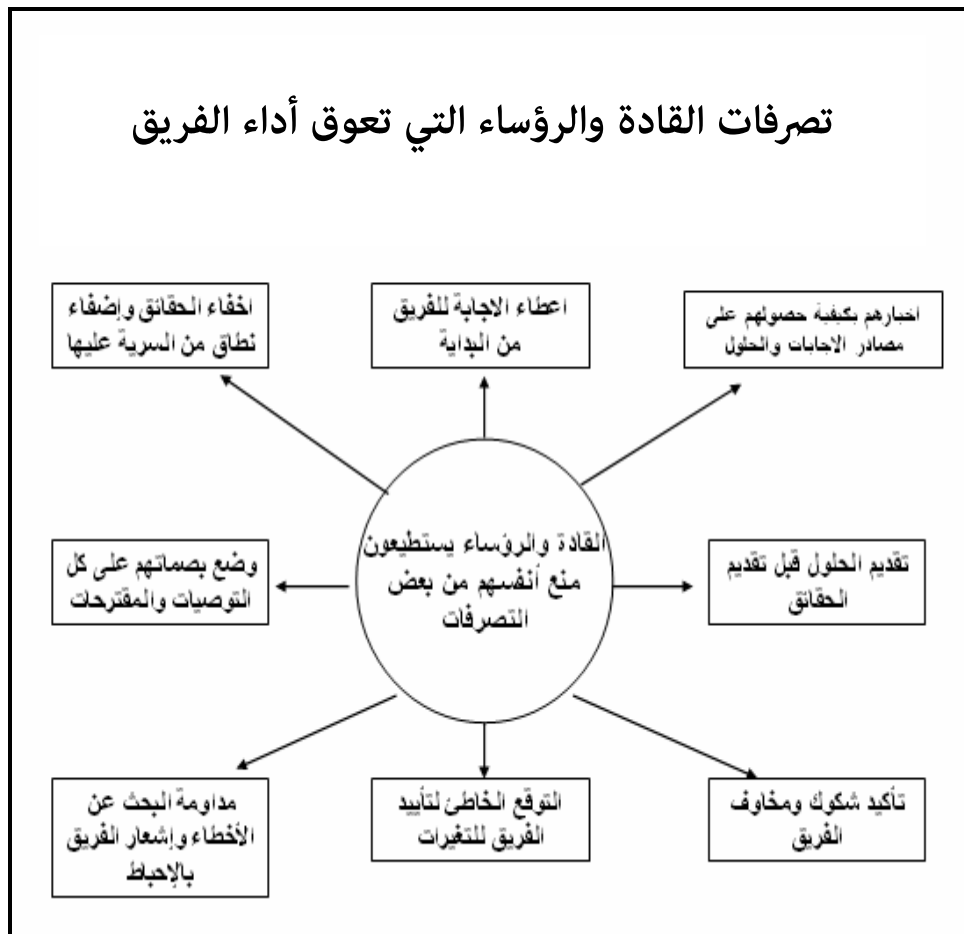 تصرفات القادة والرؤساء التي تعوق أداء الفريق
اخبارهم بكيفية حصولهم على
مصادر الاجابات والحلول
اعطاء الاجابة للفريق
من البداية
اخفاء الحقائق وإضفاء
نطاق من السرية عليها
القادة والرؤساء يستطيعون
منع أنفسهم من بعض
التصرفات
تقديم الحلول قبل تقديم
الحقائق
وضع بصماتهم على كل
التوصيات والمقترحات
تأكيد شكوك ومخاوف
الفريق
التوقع الخاطئ لتأييد
الفريق للتغيرات
مداومة البحث عن
الأخطاء وإشعار الفريق
بالإحباط